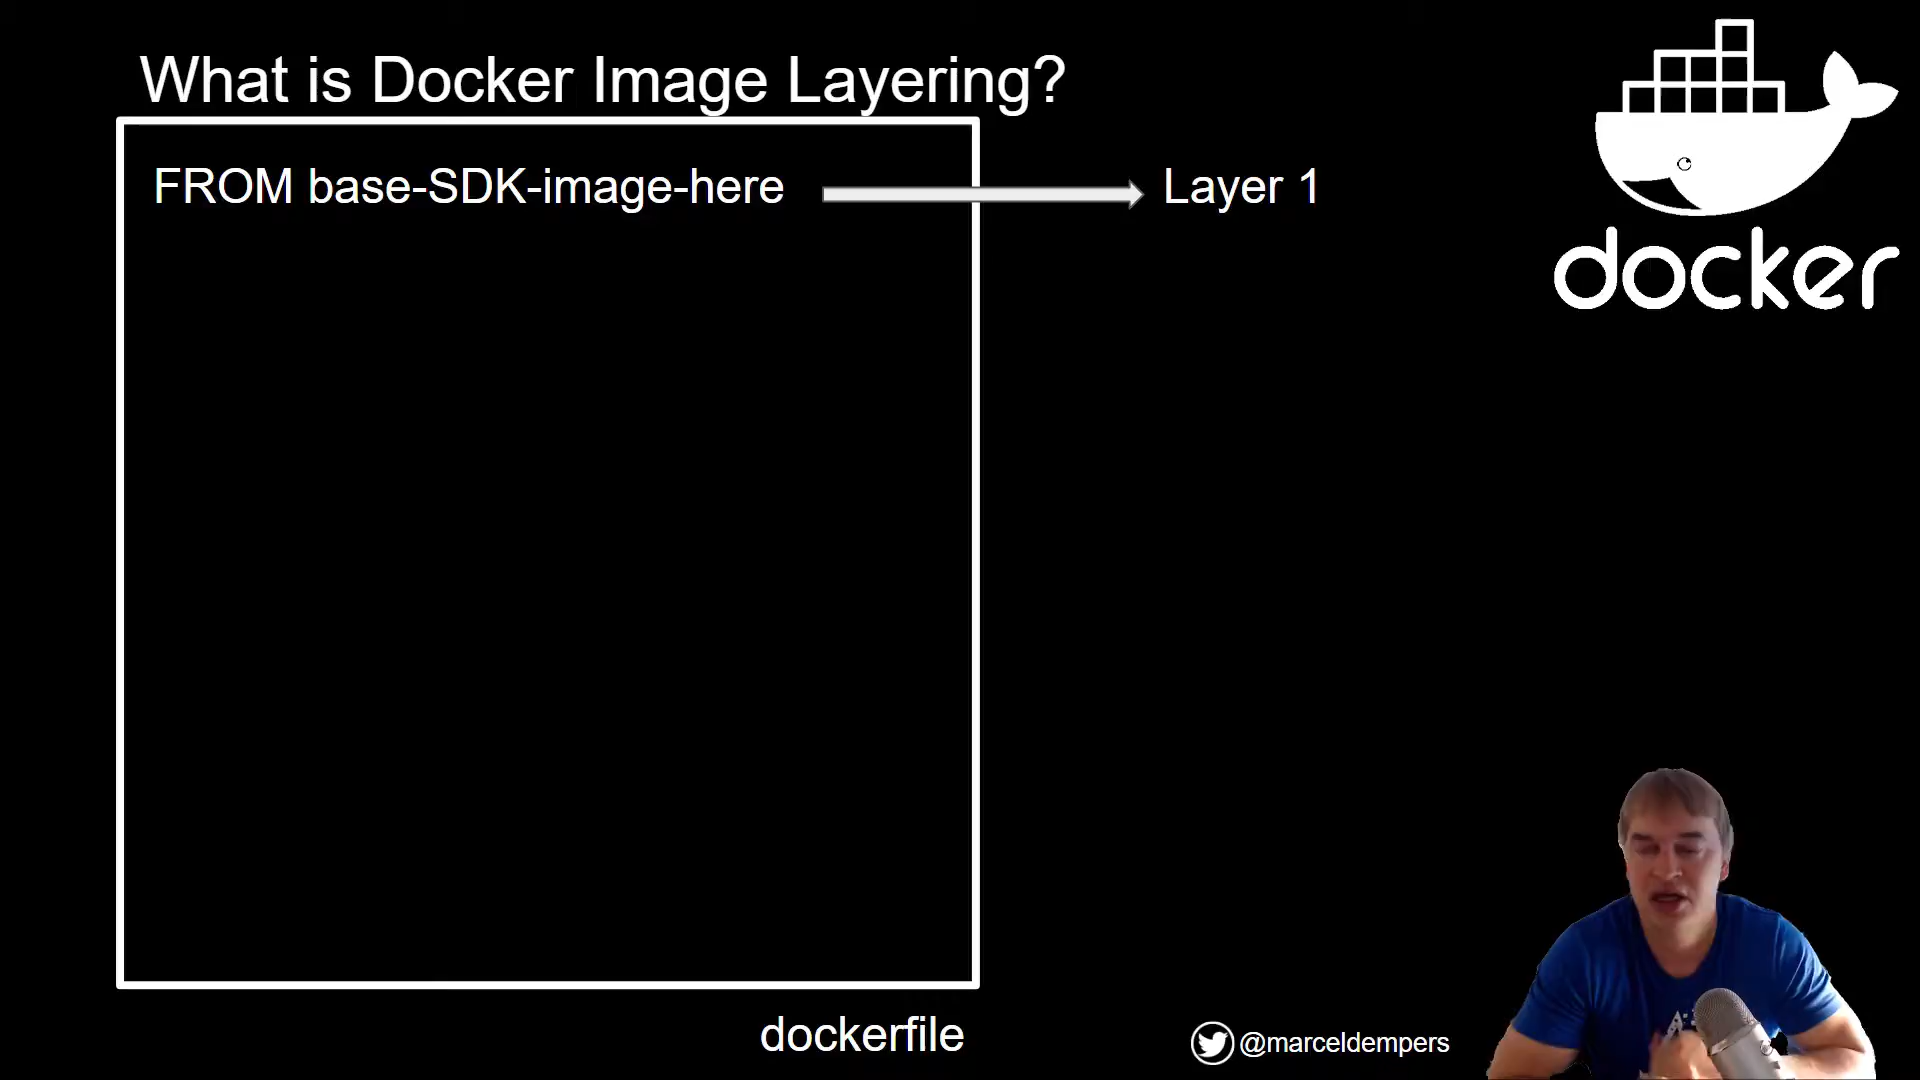 What is Docker Image Layering?
FROM base-SDK-image-here
Layer 1
docker
dockerfile
@marceldempers